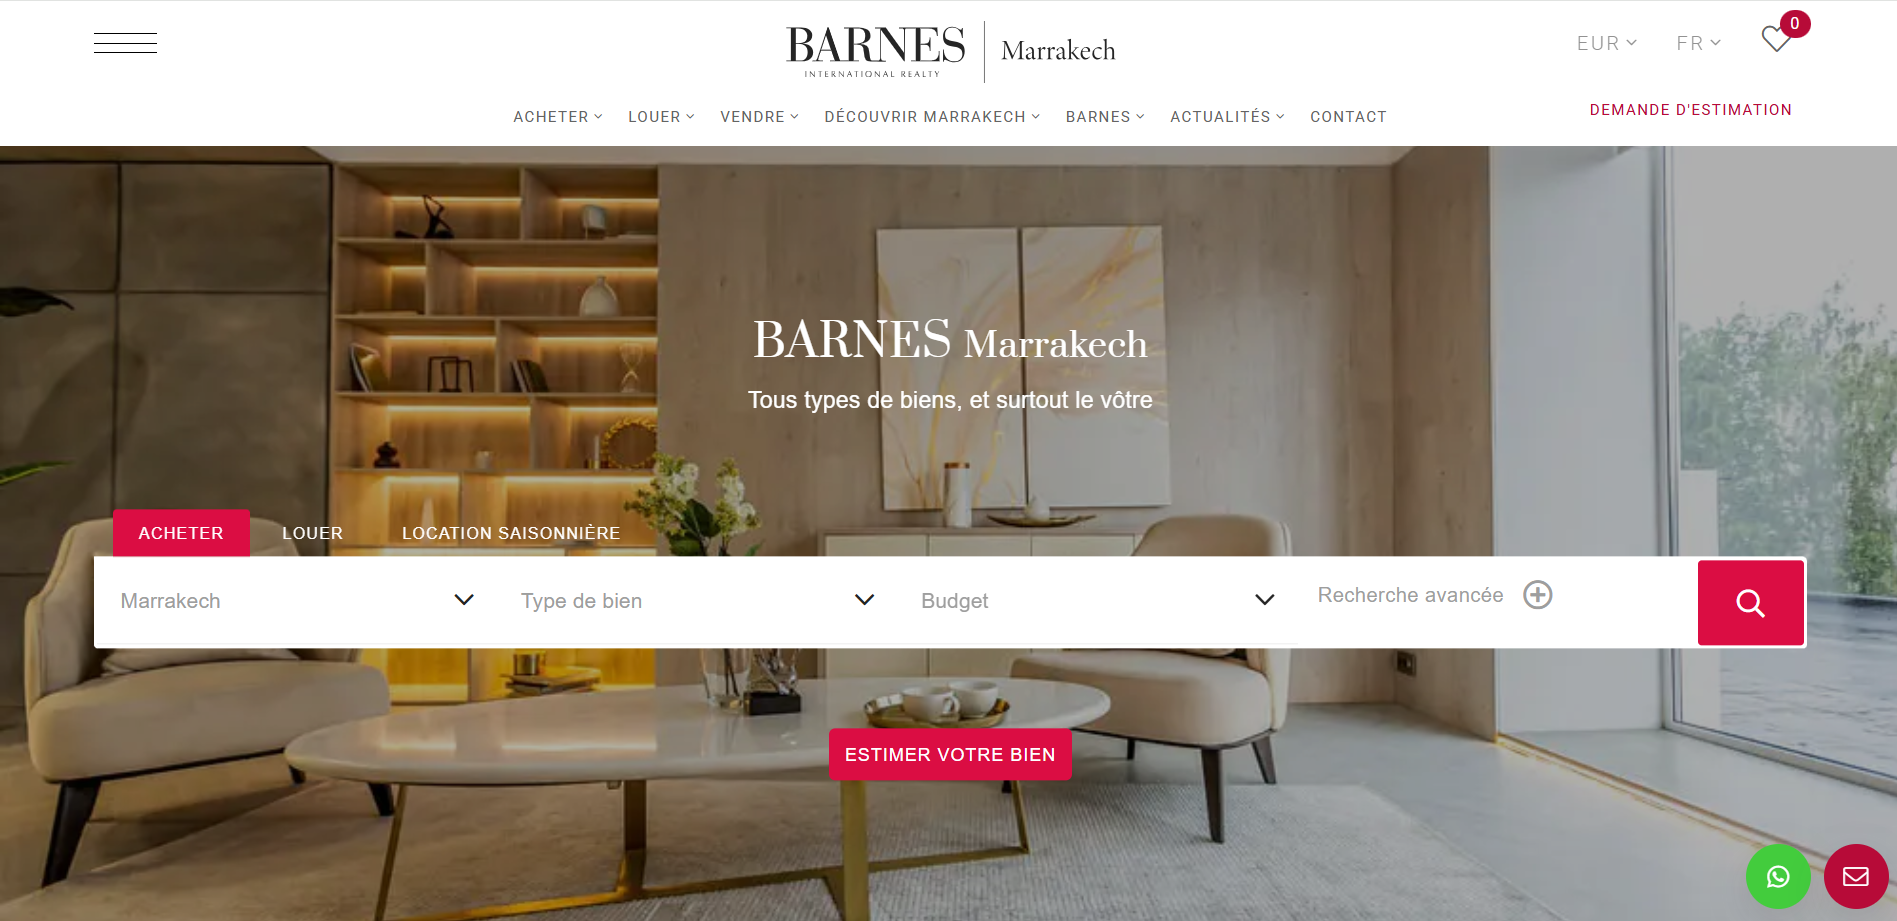 BARNES
INTERNATIONAL REALTY
Marrakech
EUR
FR
0
ACHETER
LOUER
VENDRE
DÉCOUVRIR MARRAKECH
BARNES
ACTUALITÉS
CONTACT
DEMANDE D'ESTIMATION
BARNES Marrakech
Tous types de biens, et surtout le vôtre
ACHETER
LOUER
LOCATION SAISONNIÈRE
Marrakech
Type de bien
Budget
Recherche avancée
ESTIMER VOTRE BIEN